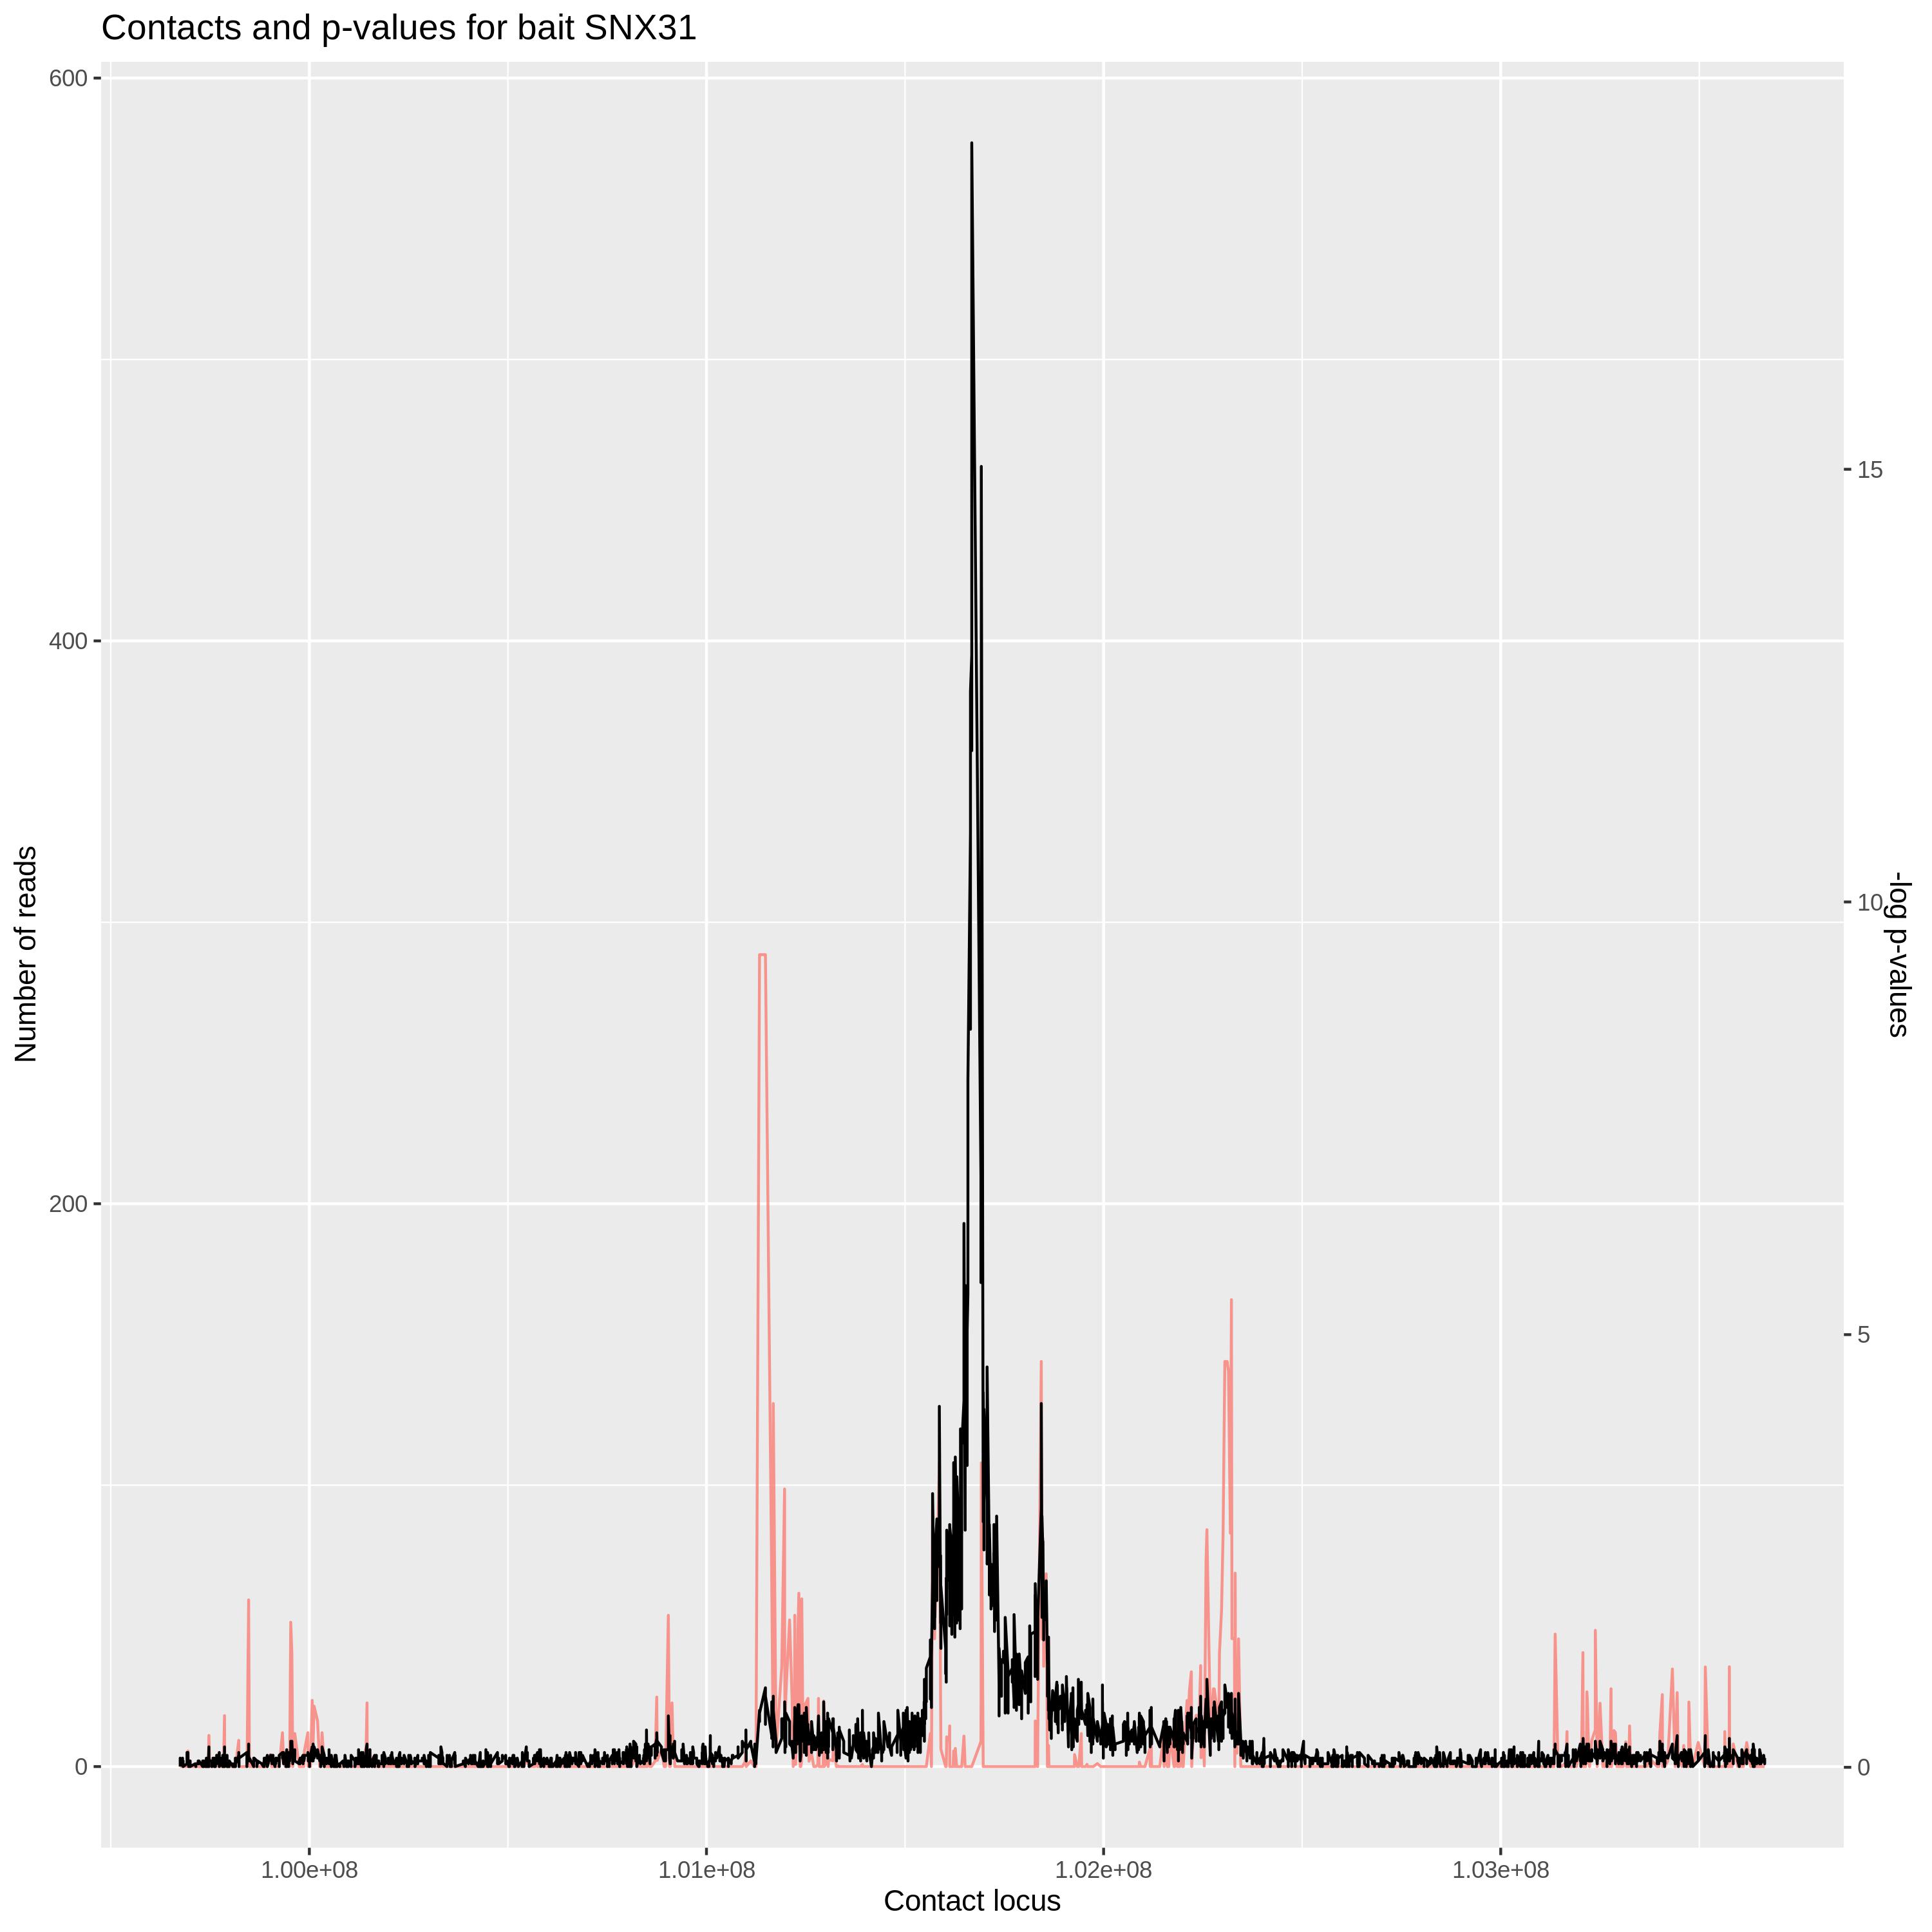 Contacts and p-values for bait SNX31
600
400
200
0
Number of reads
15
10
5
0
-log p-values
1.00e+08
1.01e+08
1.02e+08
1.03e+08
Contact locus